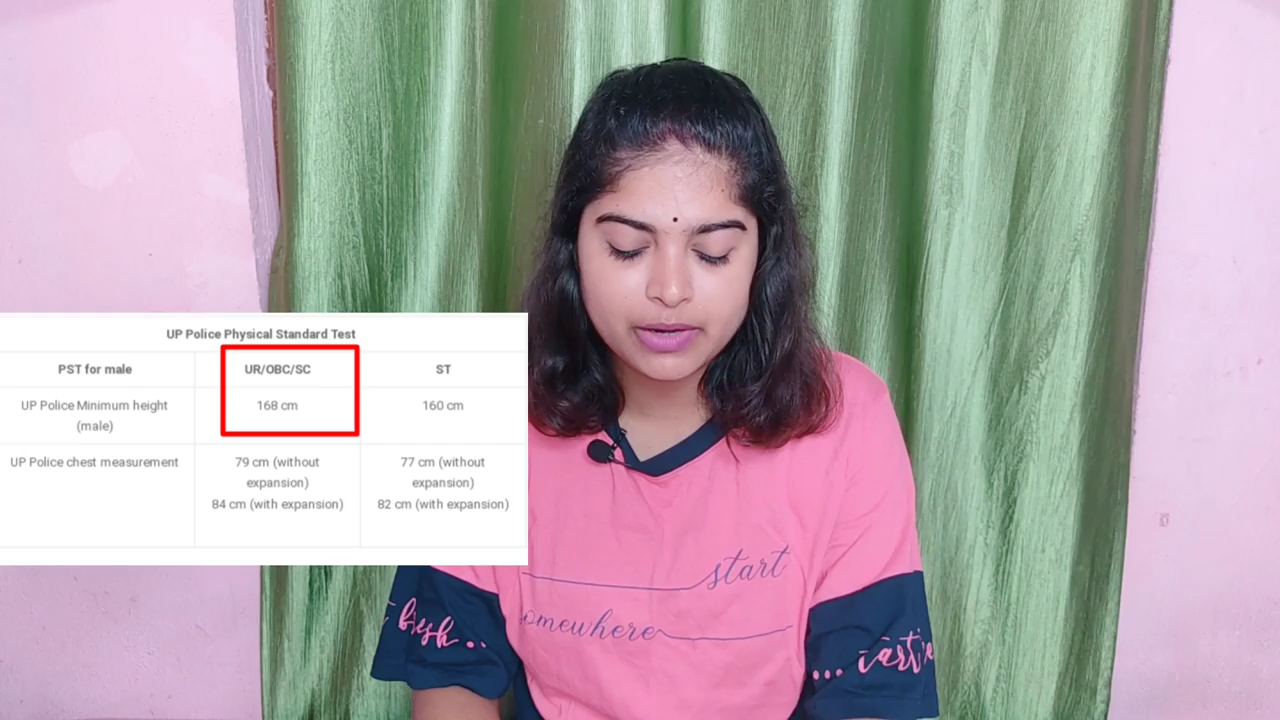 UP Police Physical Standard Test
PST for male UR/OBC/SC ST
UP Police Minimum height (male) 168 cm 160 cm
UP Police chest measurement 79 cm (without expansion) 77 cm (without expansion)
84 cm (with expansion) 82 cm (with expansion)
start
somewhere